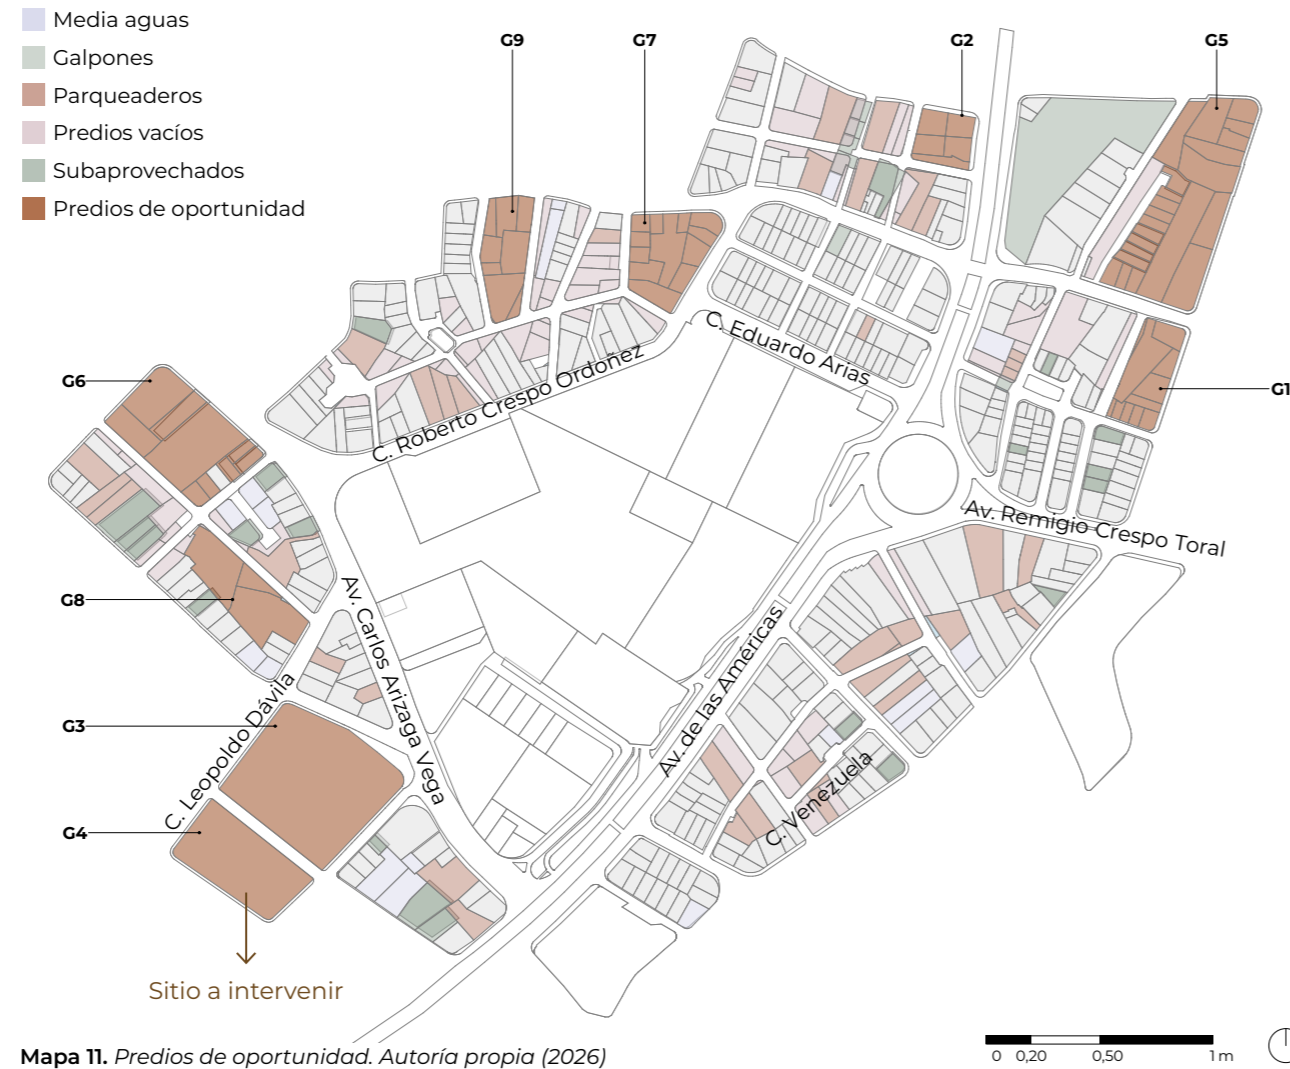 Media aguas
Galpones
Parqueaderos
Predios vacíos
Subaprovechados
Predios de oportunidad
G9
G7
G2
G5
G6
G1
G8
G3
G4
C. Eduardo Arias
C. Roberto Crespo Ordoñez
Av. Remigio Crespo Toral
Av. Carlos Arizaga Vega
Av. de las Américas
C. Leopoldo Dávila
C. Venezuela
Sitio a intervenir
Mapa 11. Predios de oportunidad. Autoría propia (2026)
0 0,20 0,50 1 m